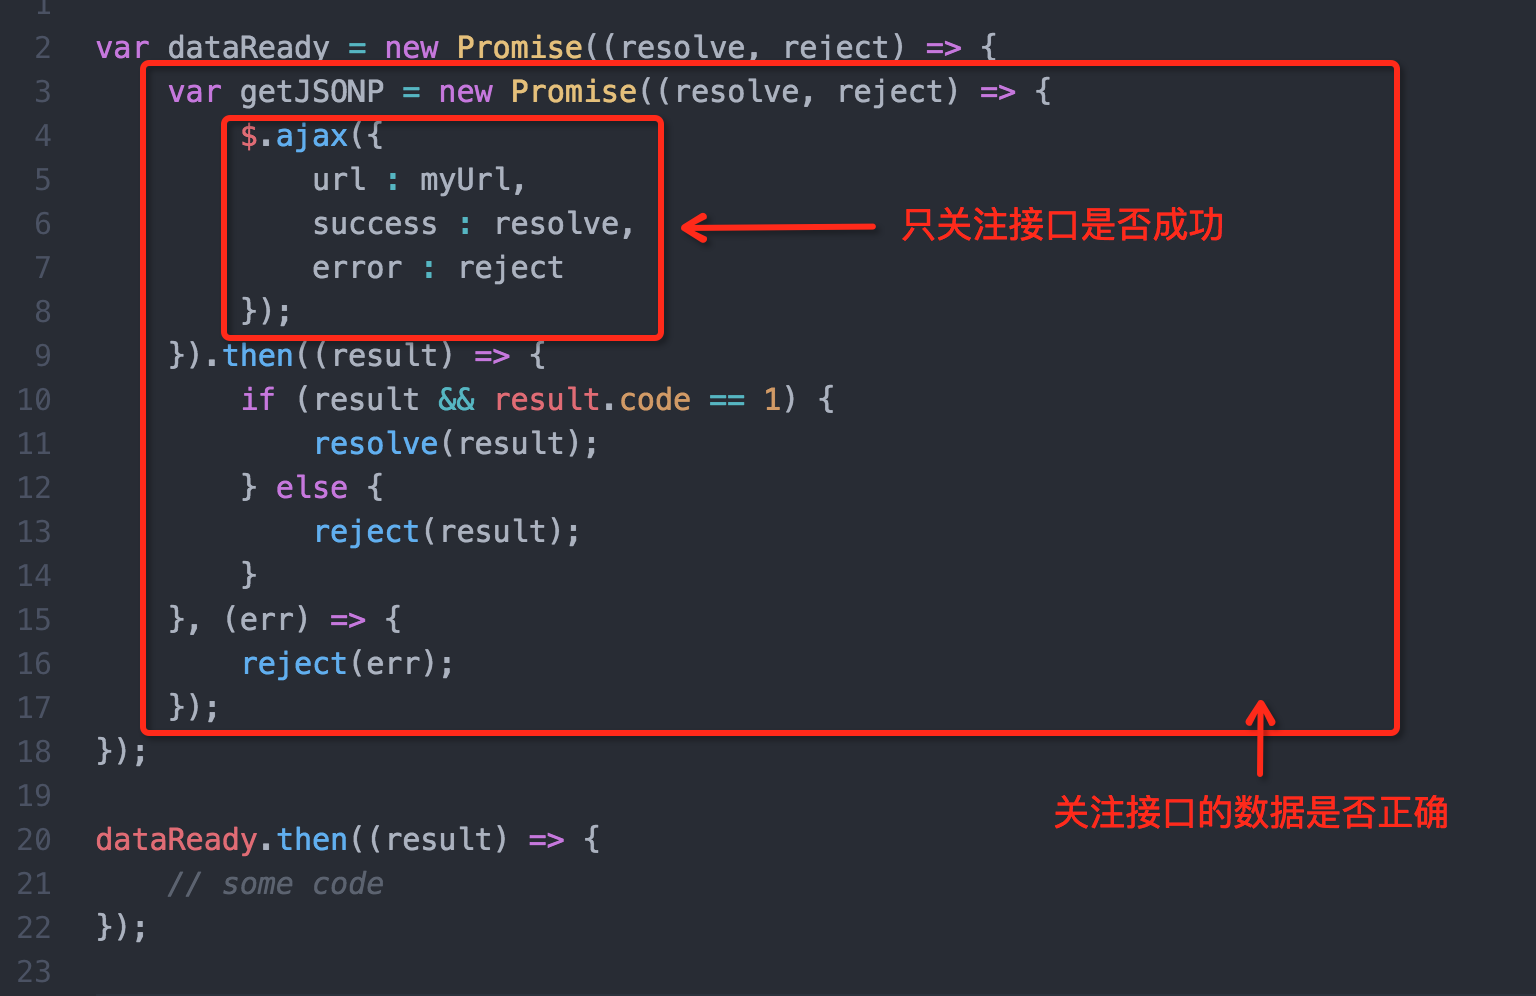 1
2 var dataReady = new Promise((resolve, reject) => {
3     var getJSONP = new Promise((resolve, reject) => {
4         $.ajax({
5             url : myUrl,
6             success : resolve, 只关注接口是否成功
7             error : reject
8         });
9     }).then((result) => {
10         if (result && result.code == 1) {
11             resolve(result);
12         } else {
13             reject(result);
14         }
15     }, (err) => {
16         reject(err);
17     });
18 });
19
关注接口的数据是否正确
20 dataReady.then((result) => {
21     // some code
22 });
23